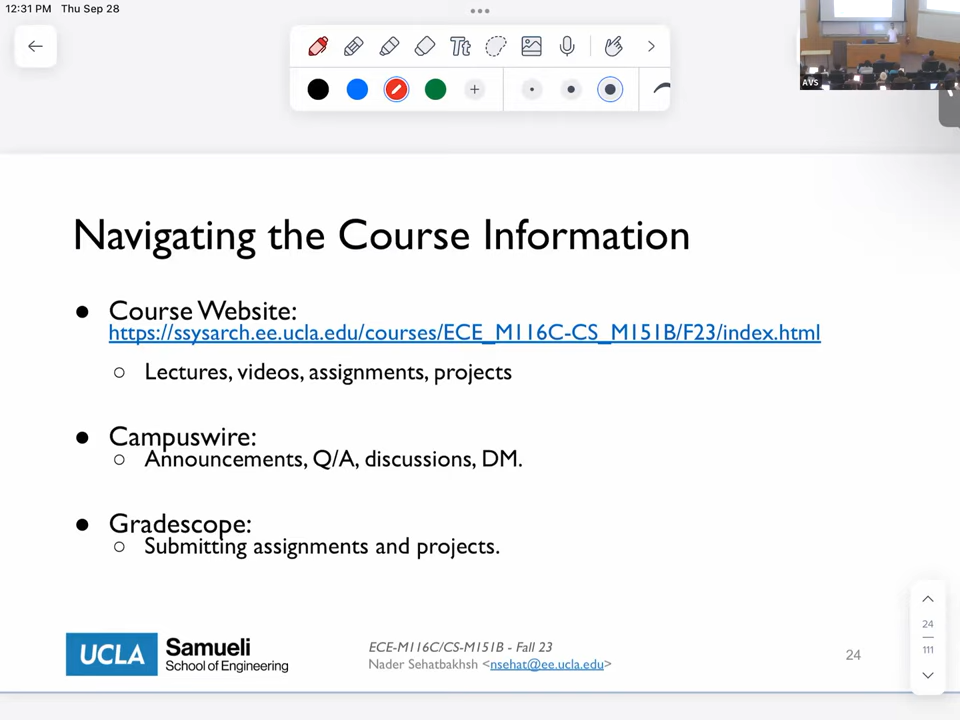 12:31 PM Thu Sep 28
Tt
AVS
Navigating the Course Information
● Course Website:
https://ssysarch.ee.ucla.edu/courses/ECE_M116C-CS_M151B/F23/index.html
○ Lectures, videos, assignments, projects
● Campuswire:
○ Announcements, Q/A, discussions, DM.
● Gradescope:
○ Submitting assignments and projects.
UCLA Samueli
School of Engineering
ECE-M116C/CS-M151B - Fall 23
Nader Sehatbakhsh <nsehat@ee.ucla.edu>
24
24
111